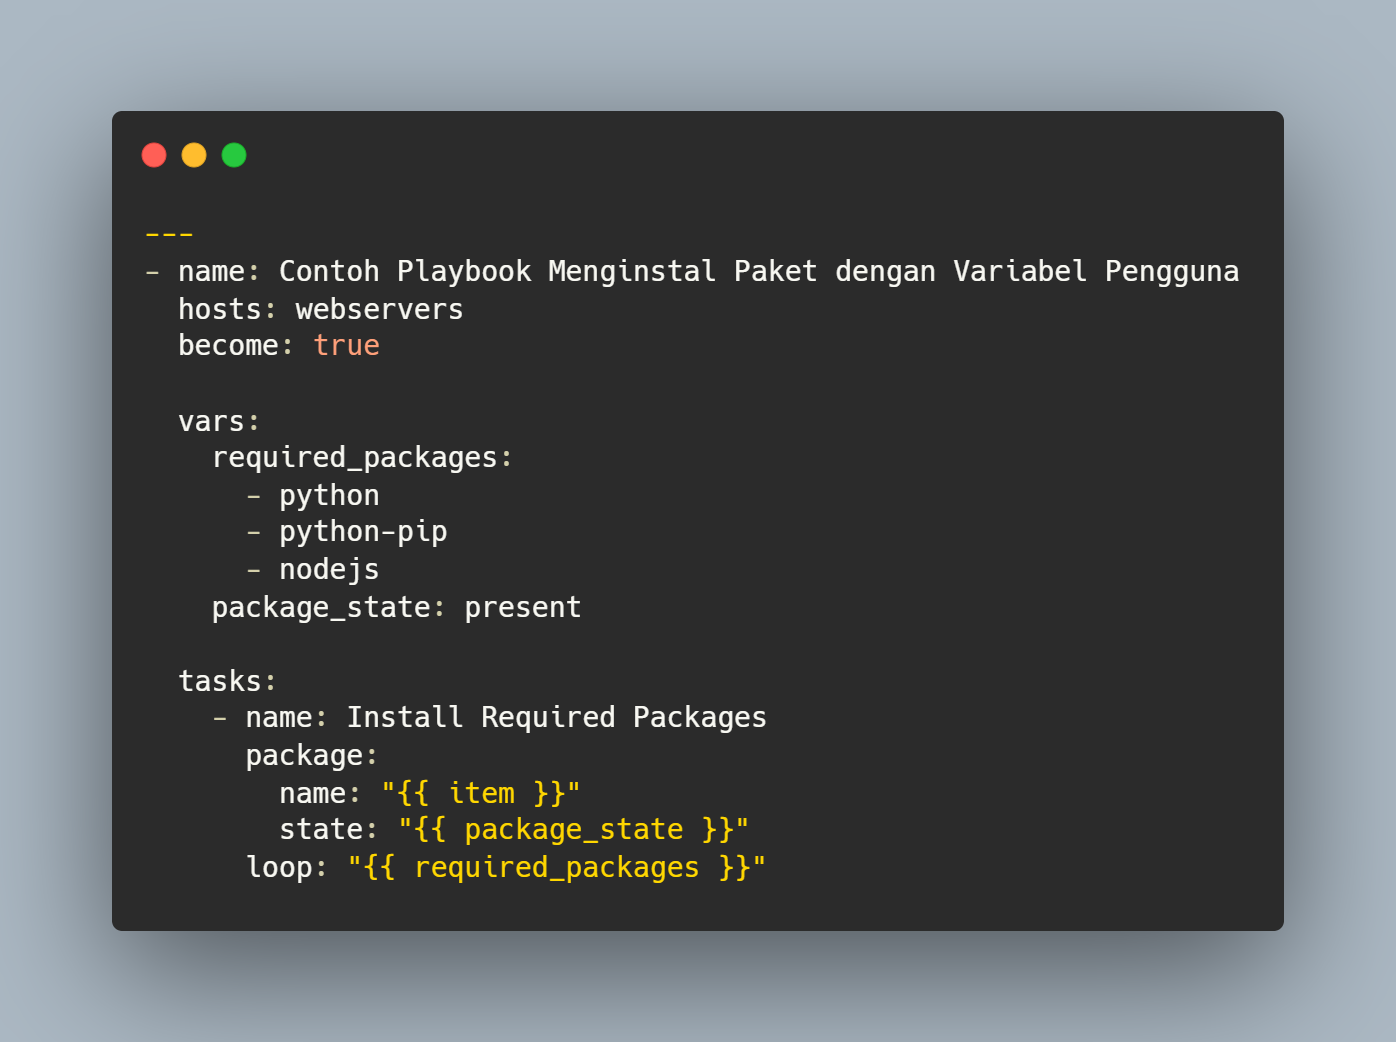 ---
- name: Contoh Playbook Menginstal Paket dengan Variabel Pengguna
  hosts: webservers
  become: true

  vars:
    required_packages:
      - python
      - python-pip
      - nodejs
    package_state: present

  tasks:
    - name: Install Required Packages
      package:
        name: "{{ item }}"
        state: "{{ package_state }}"
      loop: "{{ required_packages }}"